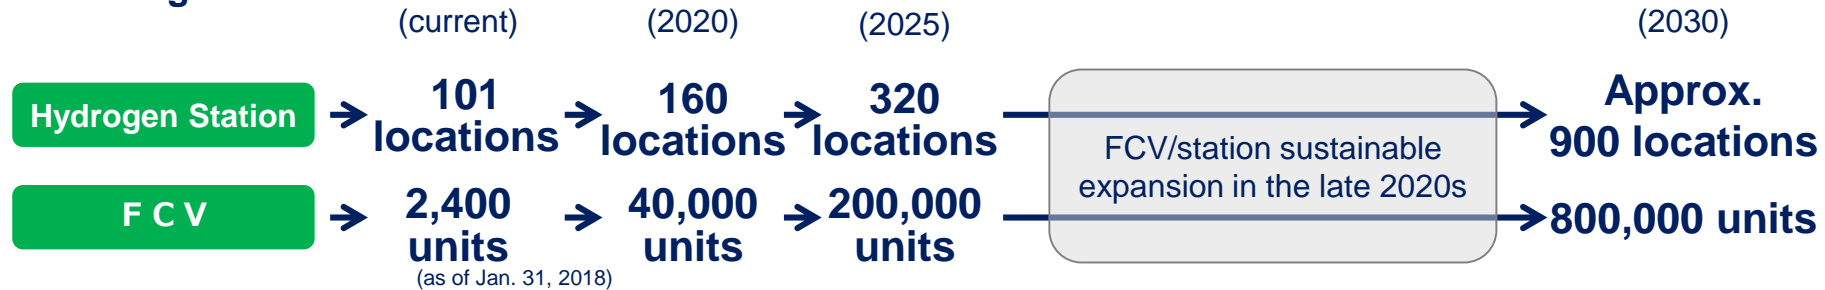 (current) (2020) (2025) (2030)
Hydrogen Station 101 160 320 Approx.
locations locations locations 900 locations
FCV/station sustainable
expansion in the late 2020s
F C V 2,400 40,000 200,000 800,000 units
units units units
(as of Jan. 31, 2018)